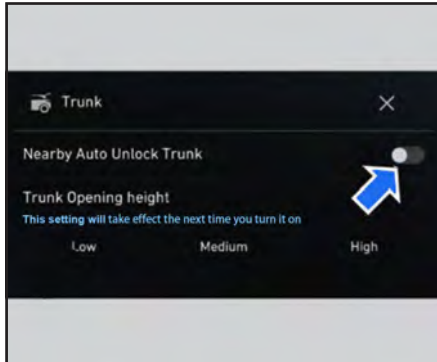 Trunk
Nearby Auto Unlock Trunk
Trunk Opening height
This setting will take effect the next time you turn it on
Low Medium High